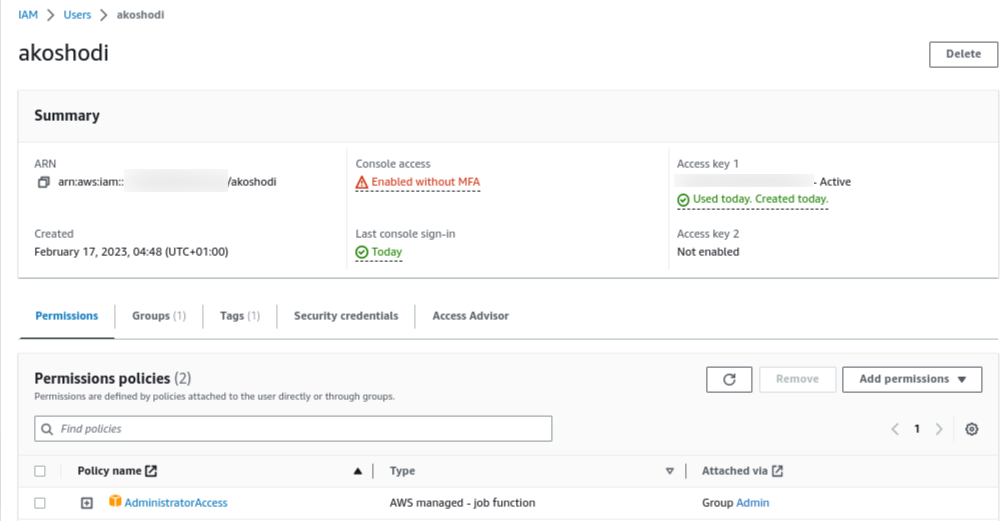 IAM > Users > akoshodi
akoshodi
Delete
Summary
ARN
arn:aws:iam:: /akoshodi
Console access
Enabled without MFA
Access key 1
- Active
Used today. Created today.
Created
February 17, 2023, 04:48 (UTC+01:00)
Last console sign-in
Today
Access key 2
Not enabled
Permissions
Groups (1)
Tags (1)
Security credentials
Access Advisor
Permissions policies (2)
Permissions are defined by policies attached to the user directly or through groups.
Remove
Add permissions
Find policies
1
Policy name
Type
Attached via
AdministratorAccess
AWS managed - job function
Group Admin